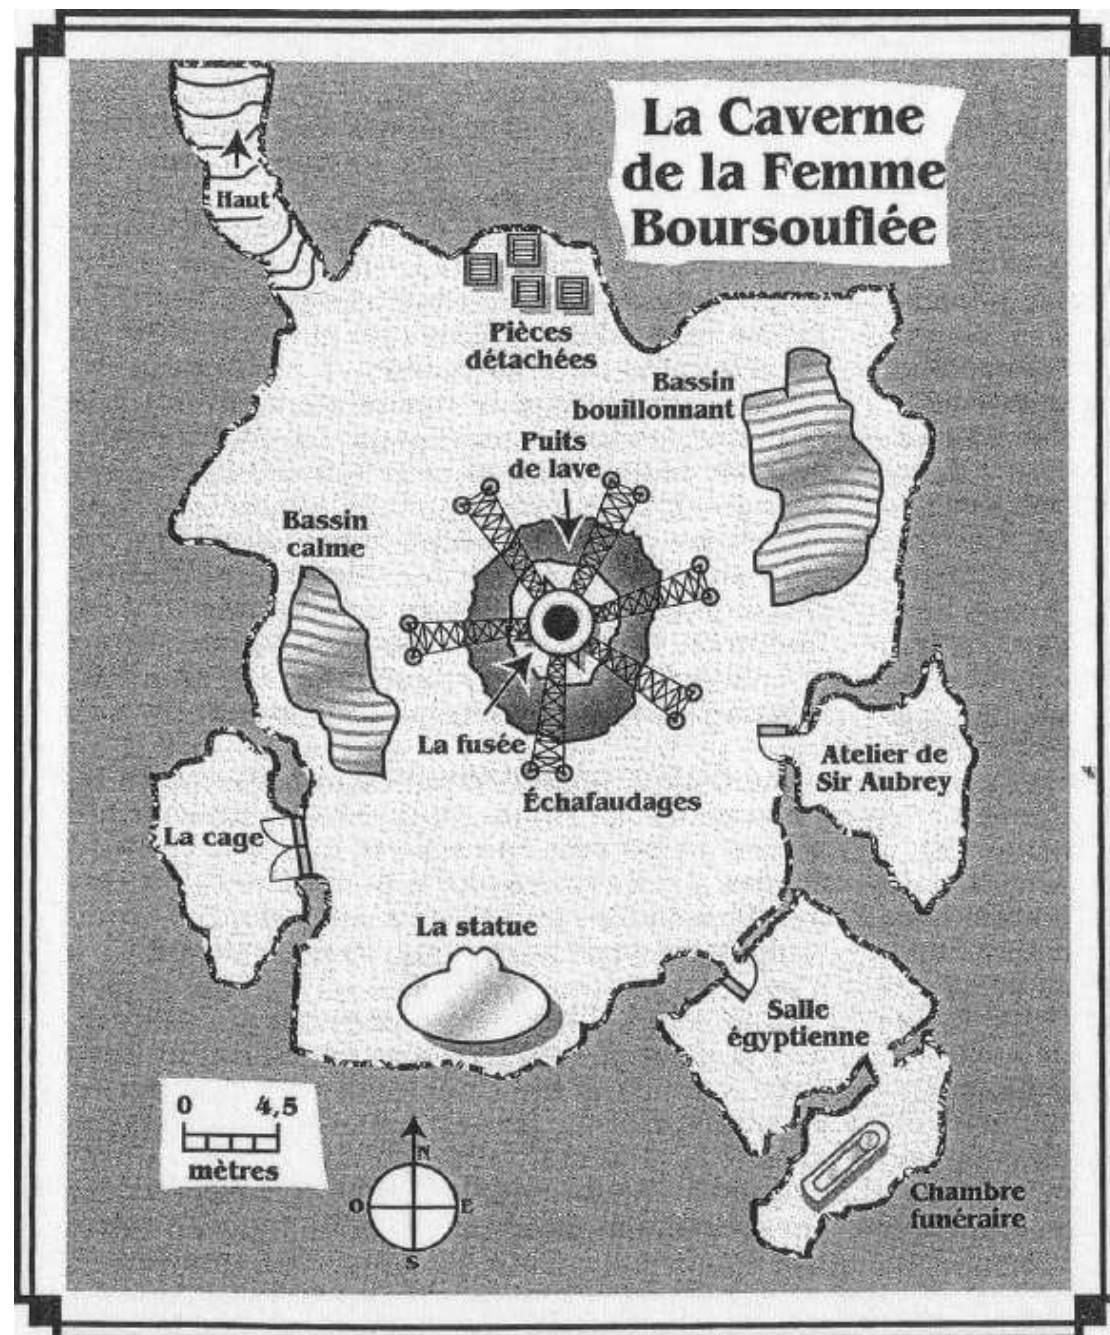 La Caverne
de la Femme
Boursouflée
Haut
Pièces
détachées
Bassin
bouillonnant
Puits
de lave
Bassin
calme
La fusée
Échafaudages
Atelier de
Sir Aubrey
La cage
La statue
Salle
égyptienne
Chambre
funéraire
0 4,5
mètres
N
O E
S